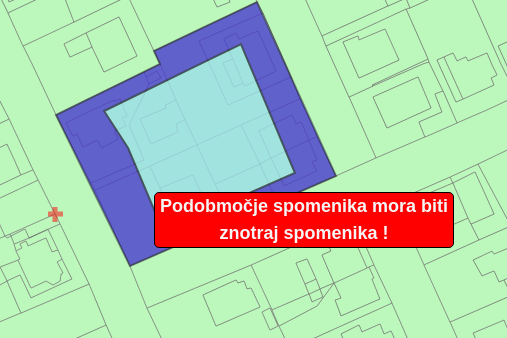 Podobmočje spomenika mora biti
znotraj spomenika !